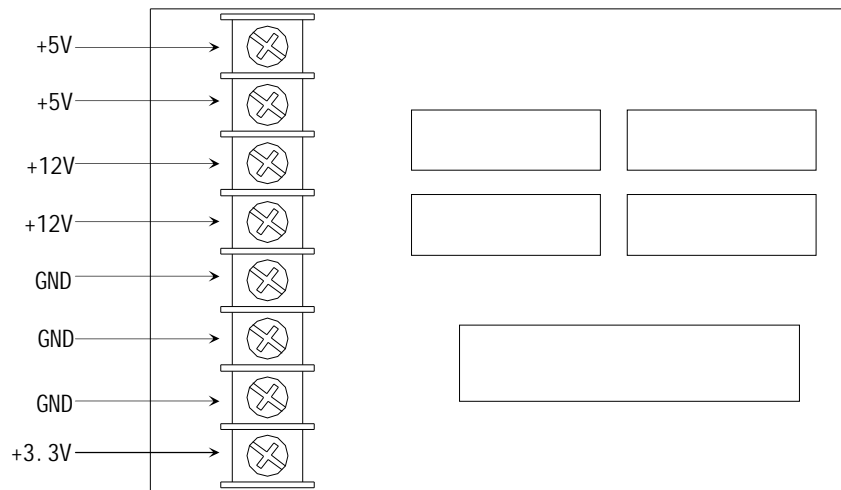 +5V
+5V
+12V
+12V
GND
GND
GND
+3.3V